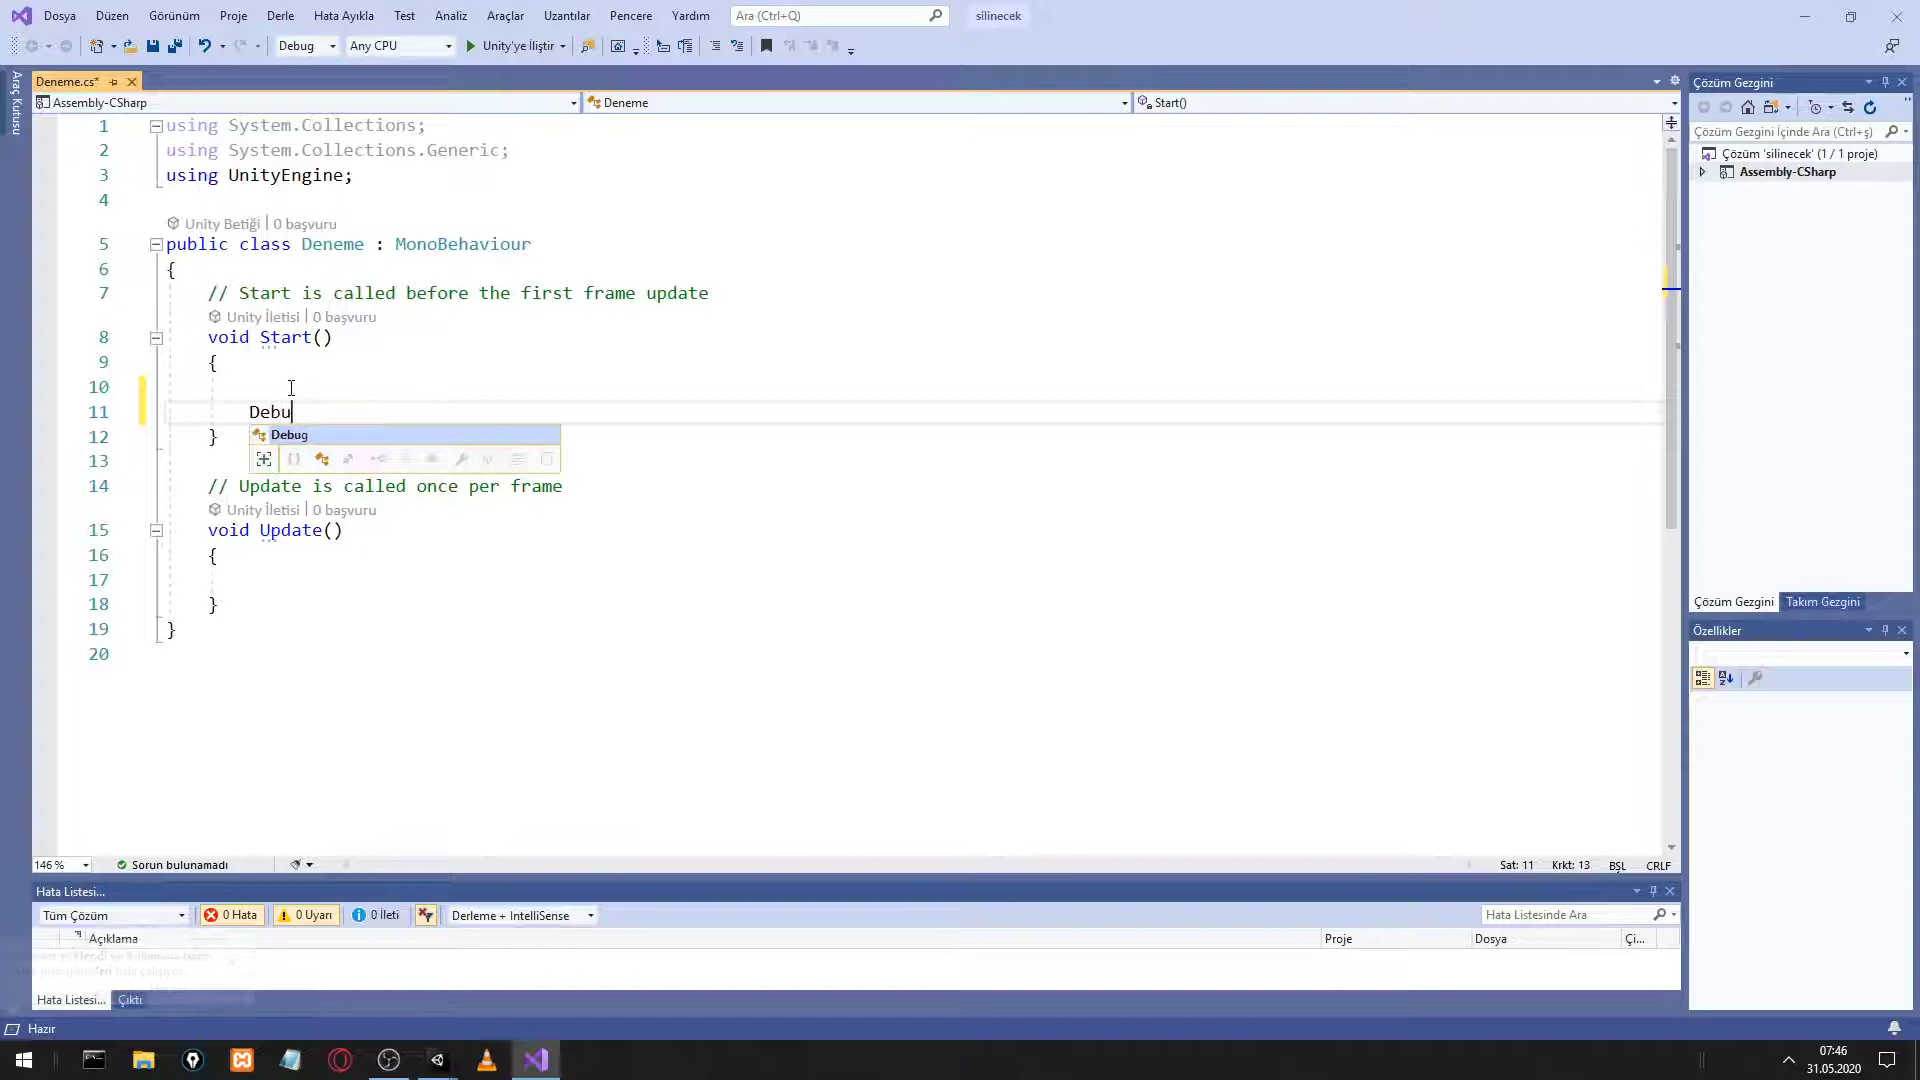 Dosya Düzen Görünüm Proje Derle Hata Ayıkla Test Analiz Araçlar Uzantılar Pencere Yardım Ara (Ctrl+Q) silinecek
Debug Any CPU Unity'ye İliştir
Araç Kutusu
Deneme.cs*
Assembly-CSharp Deneme Start()
1 using System.Collections;
2 using System.Collections.Generic;
3 using UnityEngine;
4
Unity Betiği | 0 başvuru
5 public class Deneme : MonoBehaviour
6 {
7 // Start is called before the first frame update
Unity İletisi | 0 başvuru
8 void Start()
9 {
10
11 Debu
Debug
12 }
13
14 // Update is called once per frame
Unity İletisi | 0 başvuru
15 void Update()
16 {
17
18 }
19 }
20
146 % Sorun bulunamadı Sat: 11 Krkt: 13 BŞL CRLF
Hata Listesi...
Tüm Çözüm 0 Hata 0 Uyarı 0 İleti Derleme + IntelliSense Hata Listesinde Ara
Açıklama Proje Dosya Çi...
Hata Listesi... Çıktı
Hazır
Çözüm Gezgini
Çözüm Gezgini İçinde Ara (Ctrl+ş)
Çözüm 'silinecek' (1 / 1 proje)
Assembly-CSharp
Çözüm Gezgini Takım Gezgini
Özellikler
07:46
31.05.2020